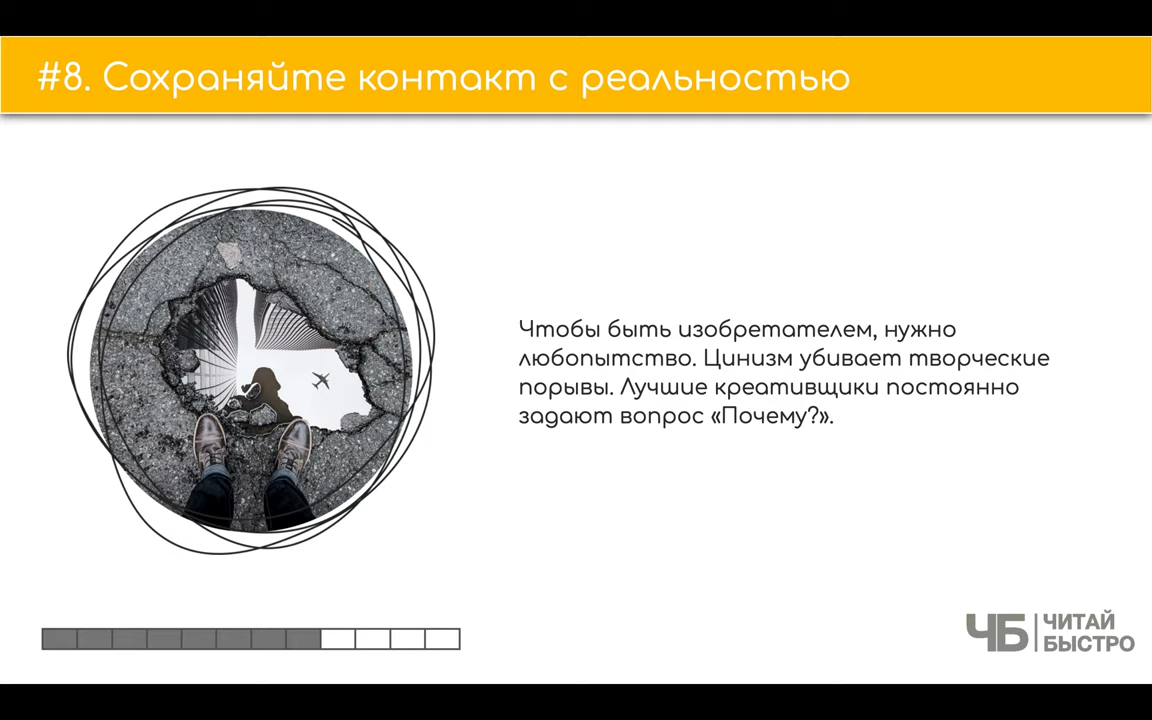 #8. Сохраняйте контакт с реальностью
Чтобы быть изобретателем, нужно
любопытство. Цинизм убивает творческие
порывы. Лучшие креативщики постоянно
задают вопрос «Почему?».
ЧБ
ЧИТАЙ
БЫСТРО